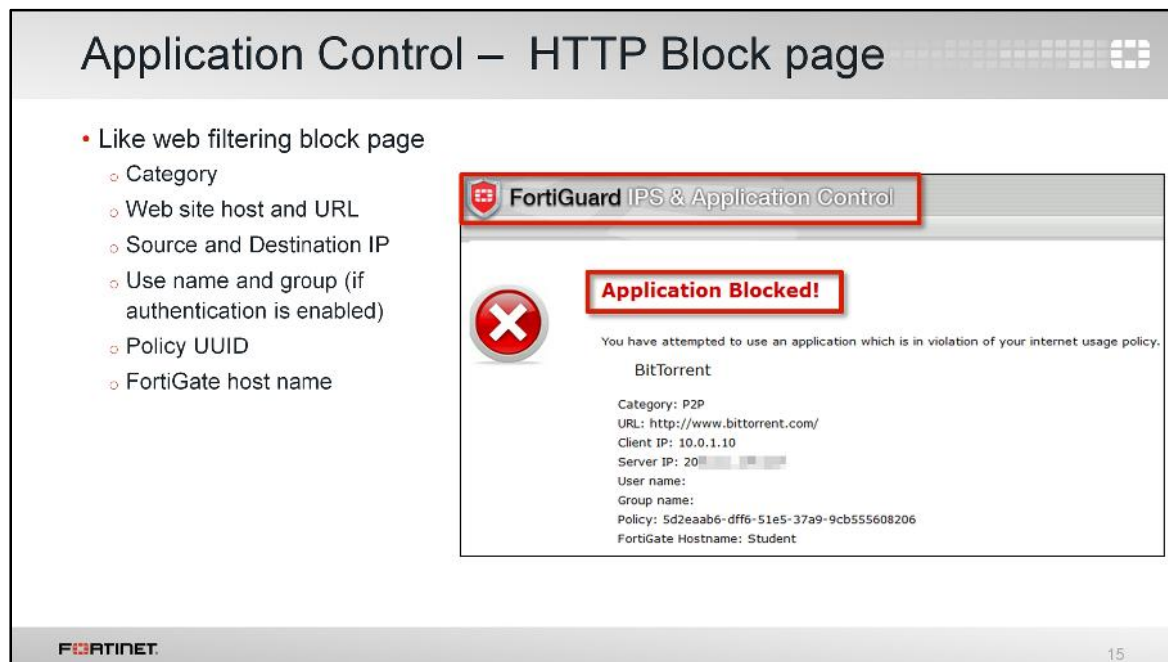 Application Control – HTTP Block page
• Like web filtering block page
Category
Web site host and URL
Source and Destination IP
Use name and group (if
authentication is enabled)
Policy UUID
FortiGate host name
FortiGuard IPS & Application Control
Application Blocked!
You have attempted to use an application which is in violation of your internet usage policy.
BitTorrent
Category: P2P
URL: http://www.bittorrent.com/
Client IP: 10.0.1.10
Server IP: 20
User name:
Group name:
Policy: 5d2eaab6-dff6-51e5-37a9-9cb555608206
FortiGate Hostname: Student
FORTINET.
15